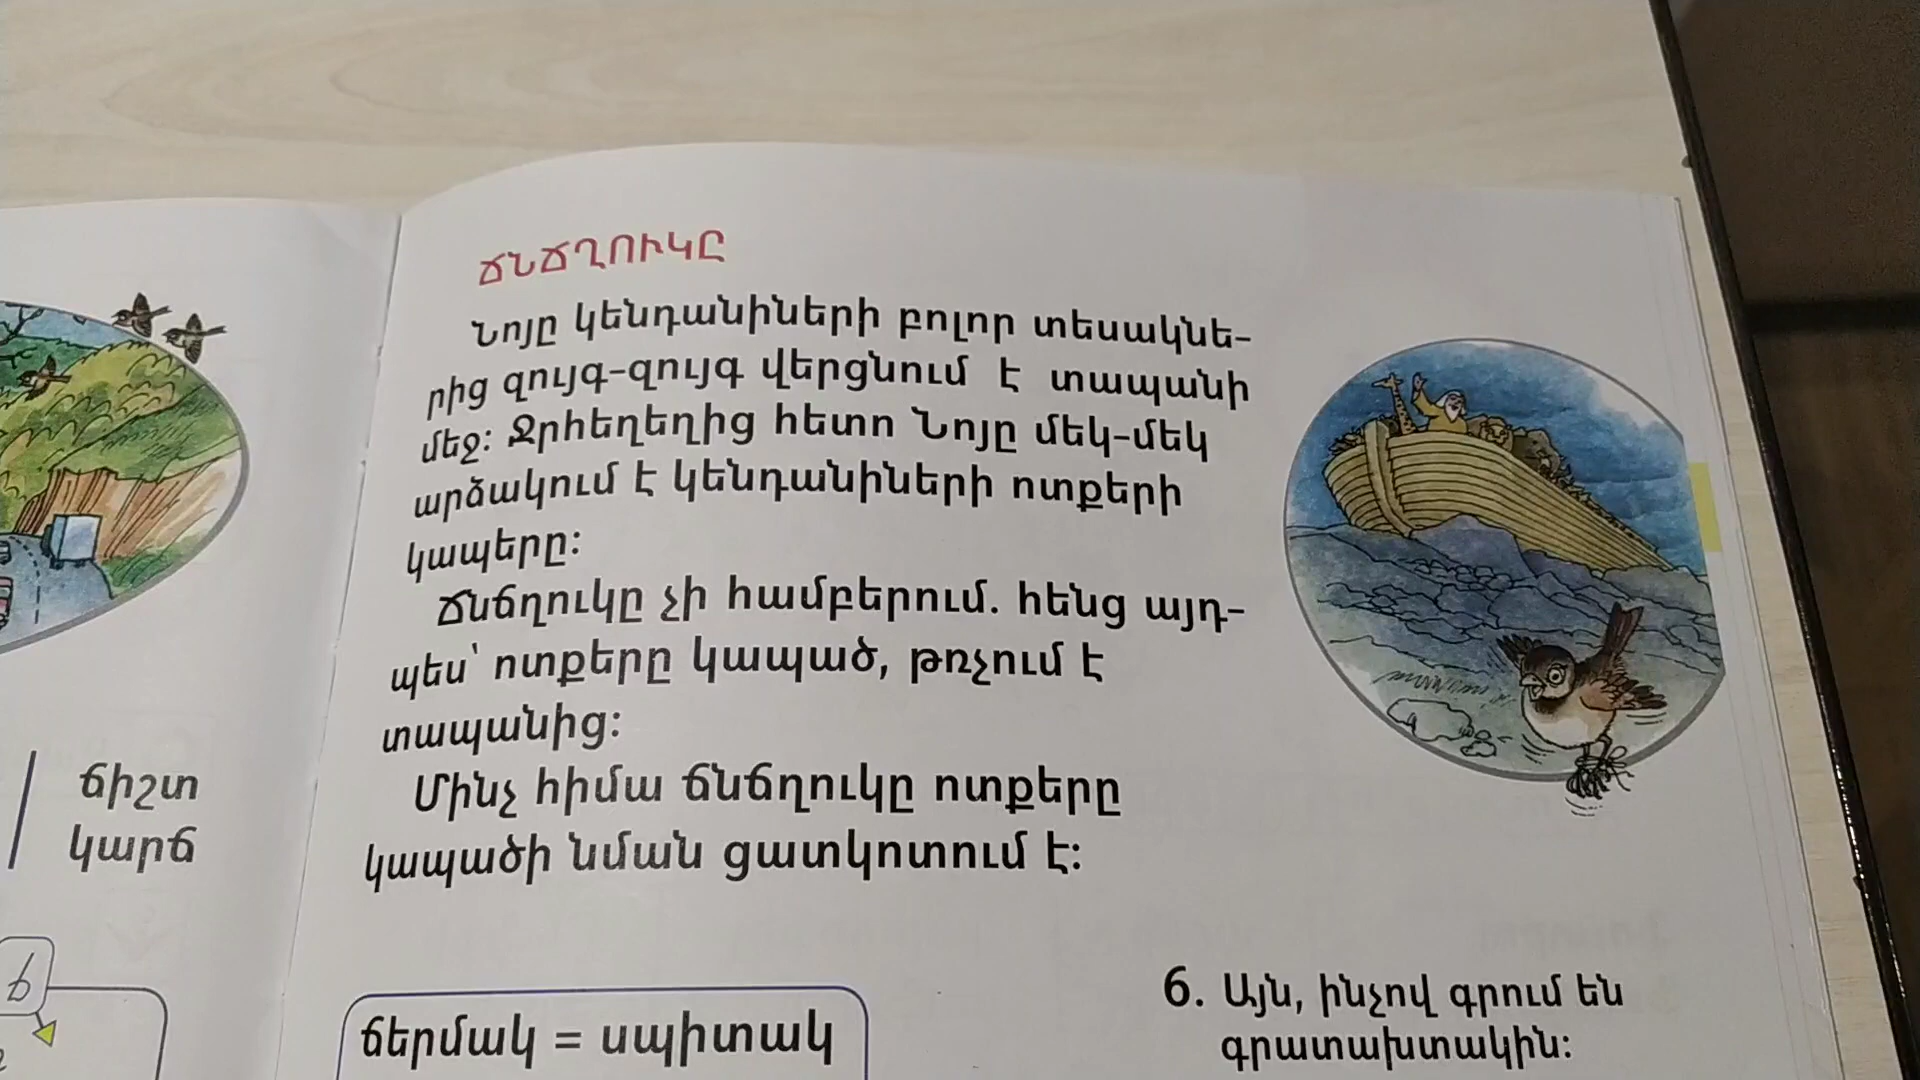 ՃՆՃՂՈՒԿԸ
Նոյը կենդանիների բոլոր տեսակնե-
րից զույգ-զույգ վերցնում է տապանի
մեջ: Ջրհեղեղից հետո Նոյը մեկ-մեկ
արձակում է կենդանիների ոտքերի
կապերը:
Ճնճղուկը չի համբերում. հենց այդ-
պես՝ ոտքերը կապած, թռչում է
տապանից:
Մինչ հիմա ճնճղուկը ոտքերը
կապածի նման ցատկոտում է:
ճիշտ
կարճ
ճերմակ = սպիտակ
6. Այն, ինչով գրում են
գրատախտակին: